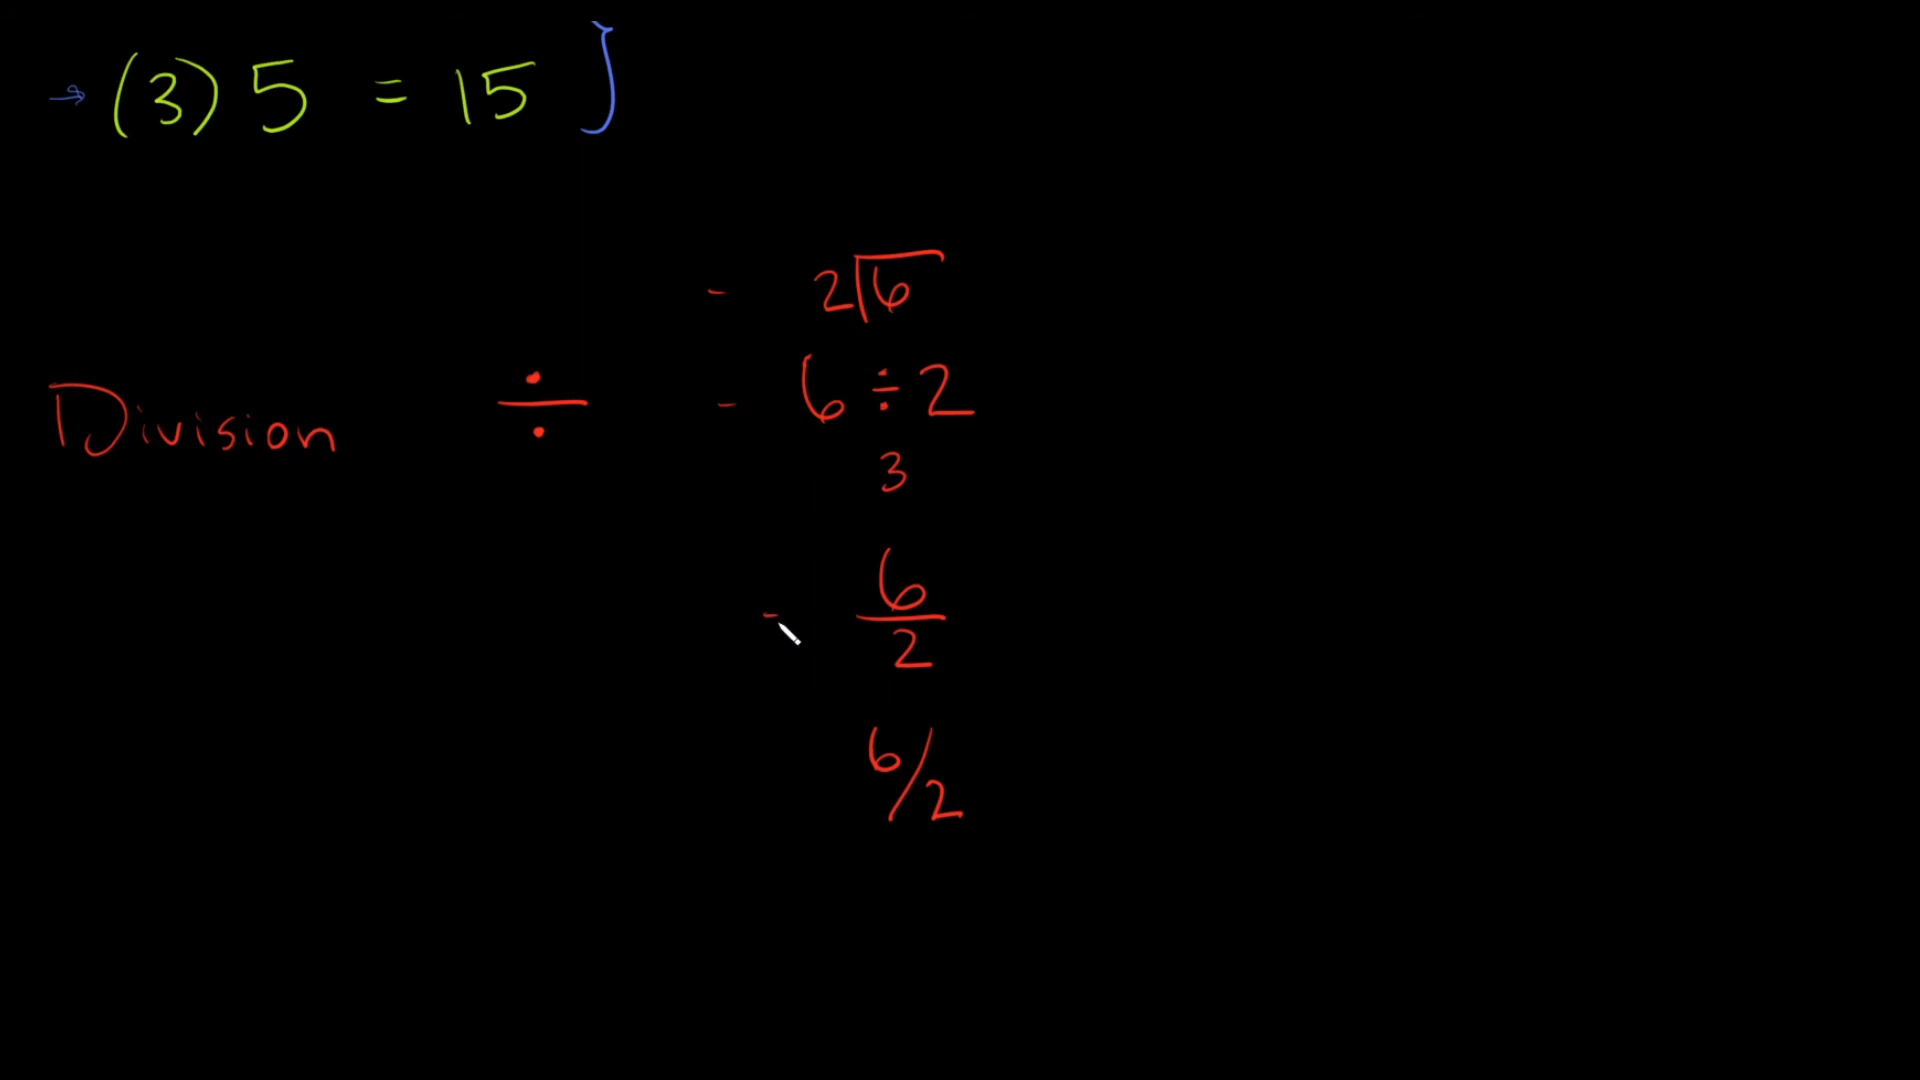 → (3) 5 = 15 ]
- 2⟌6
Division ÷ - 6 ÷ 2
3
- 6
2
6/2